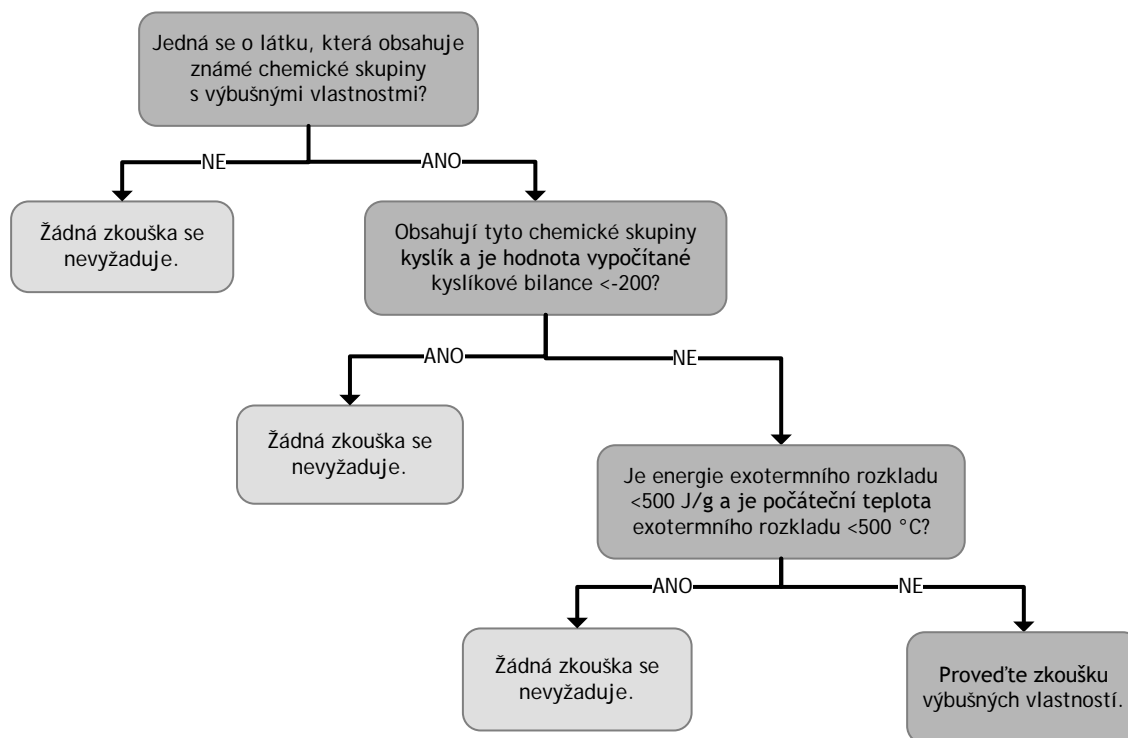 Jedná se o látku, která obsahuje
známé chemické skupiny
s výbušnými vlastnostmi?
NE
ANO
Žádná zkouška se
nevyžaduje.
Obsahují tyto chemické skupiny
kyslík a je hodnota vypočítané
kyslíkové bilance <-200?
ANO
NE
Žádná zkouška se
nevyžaduje.
Je energie exotermního rozkladu
<500 J/g a je počáteční teplota
exotermního rozkladu <500 °C?
ANO
NE
Žádná zkouška se
nevyžaduje.
Proveďte zkoušku
výbušných vlastností.